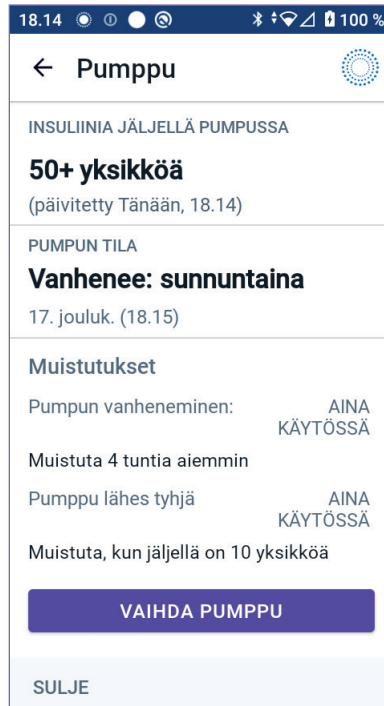 18.14 100 %
Pumppu
INSULIINIA JÄLJELLÄ PUMPUSSA
50+ yksikköä
(päivitetty Tänään, 18.14)
PUMPUN TILA
Vanhenee: sunnuntaina
17. jouluk. (18.15)
Muistutukset
Pumpun vanheneminen: AINA
KÄYTÖSSÄ
Muistuta 4 tuntia aiemmin
Pumppu lähes tyhjä AINA
KÄYTÖSSÄ
Muistuta, kun jäljellä on 10 yksikköä
VAIHDA PUMPPU
SULJE